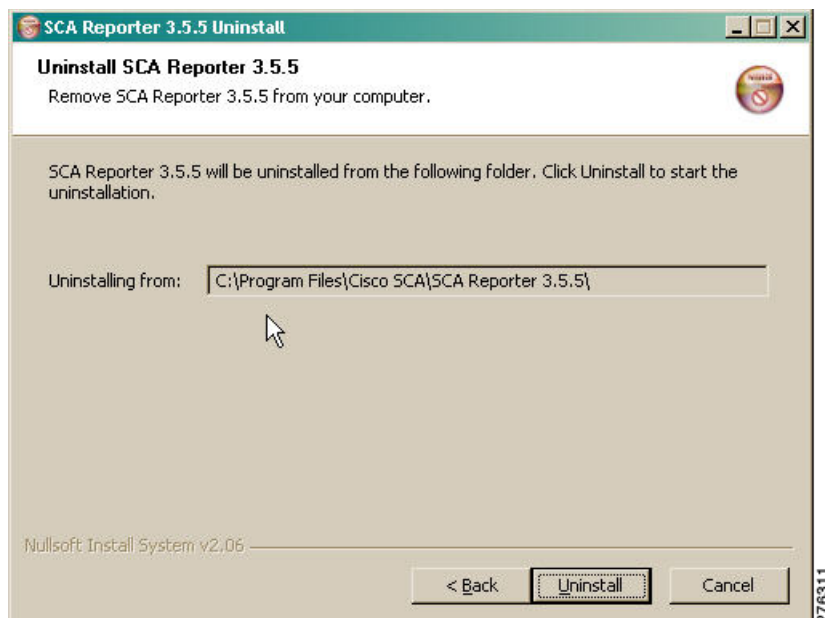 SCA Reporter 3.5.5 Uninstall
Uninstall SCA Reporter 3.5.5
Remove SCA Reporter 3.5.5 from your computer.
SCA Reporter 3.5.5 will be uninstalled from the following folder. Click Uninstall to start the
uninstallation.
Uninstalling from: C:\Program Files\Cisco SCA\SCA Reporter 3.5.5\
Nullsoft Install System v2.06
< Back Uninstall Cancel
276311